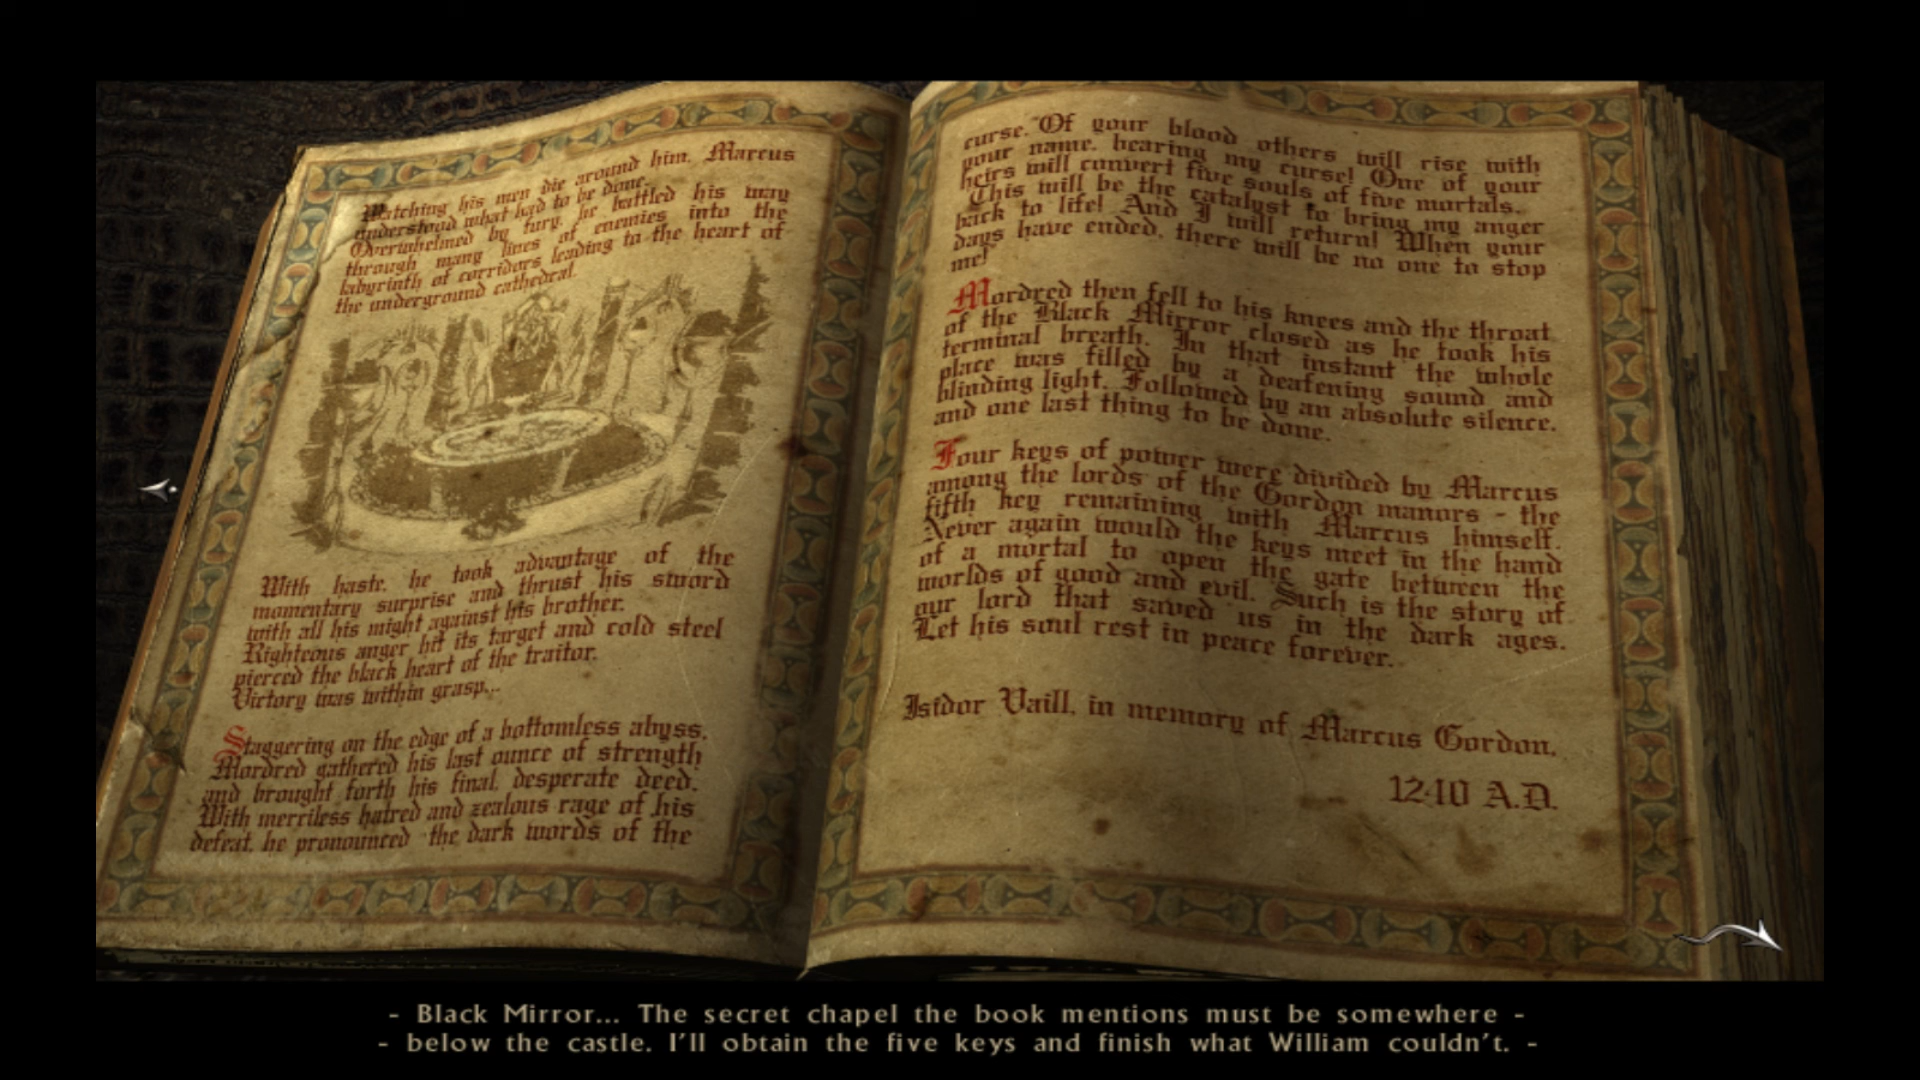 Watching his men die around him, Marcus
understood what had to be done.
Overwhelmed by fury, he battled his way
through many lines of enemies into the
labyrinth of corridors leading to the heart of
the underground cathedral.
With haste, he took advantage of the
momentary surprise and thrust his sword
with all his might against his brother.
Righteous anger hit its target and cold steel
pierced the black heart of the traitor.
Victory was within grasp...
Staggering on the edge of a bottomless abyss,
Mordred gathered his last ounce of strength
and brought forth his final, desperate deed.
With merciless hatred and zealous rage of his
defeat, he pronounced the dark words of the
curse. "Of your blood others will rise with
your name, bearing my curse! One of your
heirs will convert five souls of five mortals.
This will be the catalyst to bring my anger
back to life! And I will return! When your
days have ended, there will be no one to stop
me!
Mordred then fell to his knees and the throat
of the Black Mirror closed as he took his
terminal breath. In that instant the whole
place was filled by a deafening sound and
blinding light. Followed by an absolute silence,
and one last thing to be done.
Four keys of power were divided by Marcus
among the lords of the Gordon manors - the
fifth key remaining with Marcus himself.
Never again would the keys meet in the hand
of a mortal to open the gate between the
worlds of good and evil. Such is the story of
our lord that saved us in the dark ages.
Let his soul rest in peace forever.
Isidor Vaill, in memory of Marcus Gordon,
1210 A.D.
- Black Mirror... The secret chapel the book mentions must be somewhere -
- below the castle. I'll obtain the five keys and finish what William couldn't. -